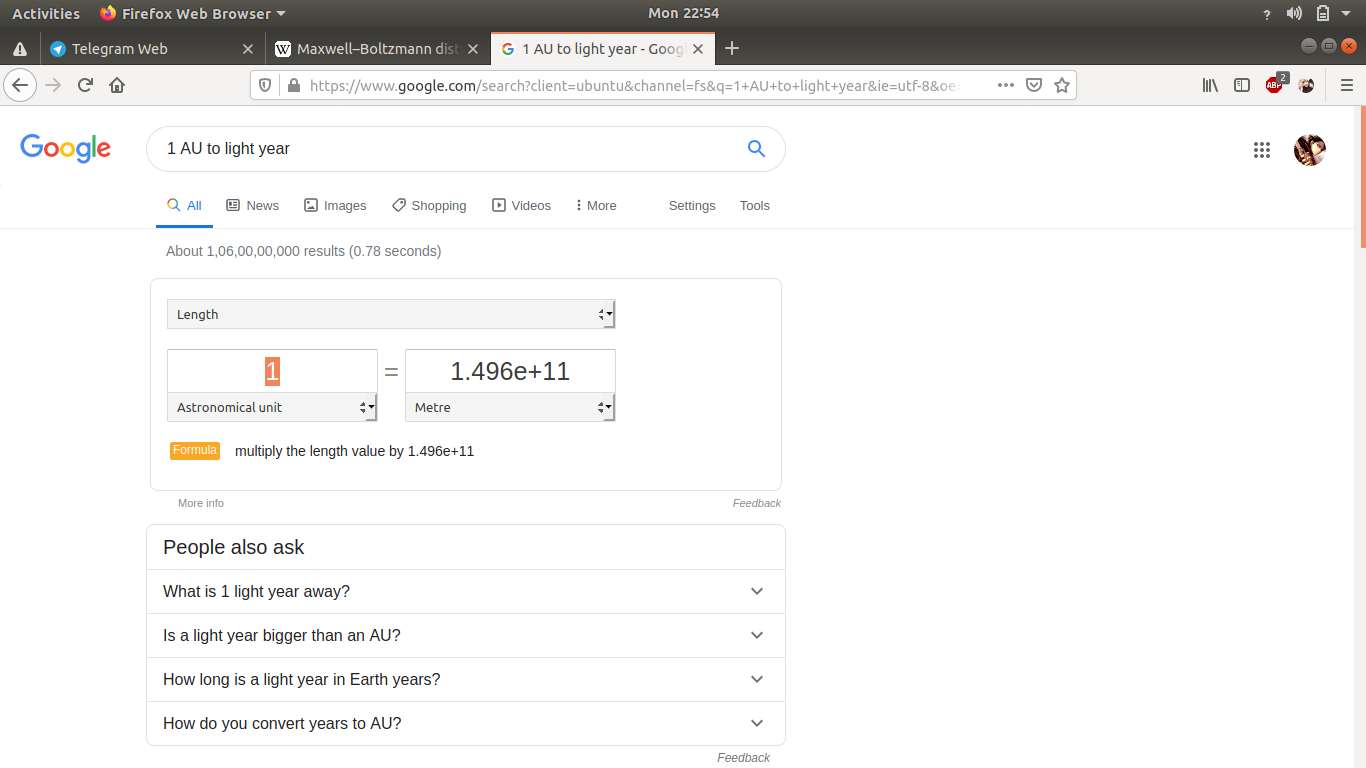 Activities Firefox Web Browser Mon 22:54 ?
Telegram Web W Maxwell–Boltzmann dist 1 AU to light year - Goog
https://www.google.com/search?client=ubuntu&channel=fs&q=1+AU+to+light+year&ie=utf-8&oe= ABP 2
Google 1 AU to light year
All News Images Shopping Videos More Settings Tools
About 1,06,00,00,000 results (0.78 seconds)
Length
1 = 1.496e+11
Astronomical unit Metre
Formula multiply the length value by 1.496e+11
More info Feedback
People also ask
What is 1 light year away?
Is a light year bigger than an AU?
How long is a light year in Earth years?
How do you convert years to AU?
Feedback